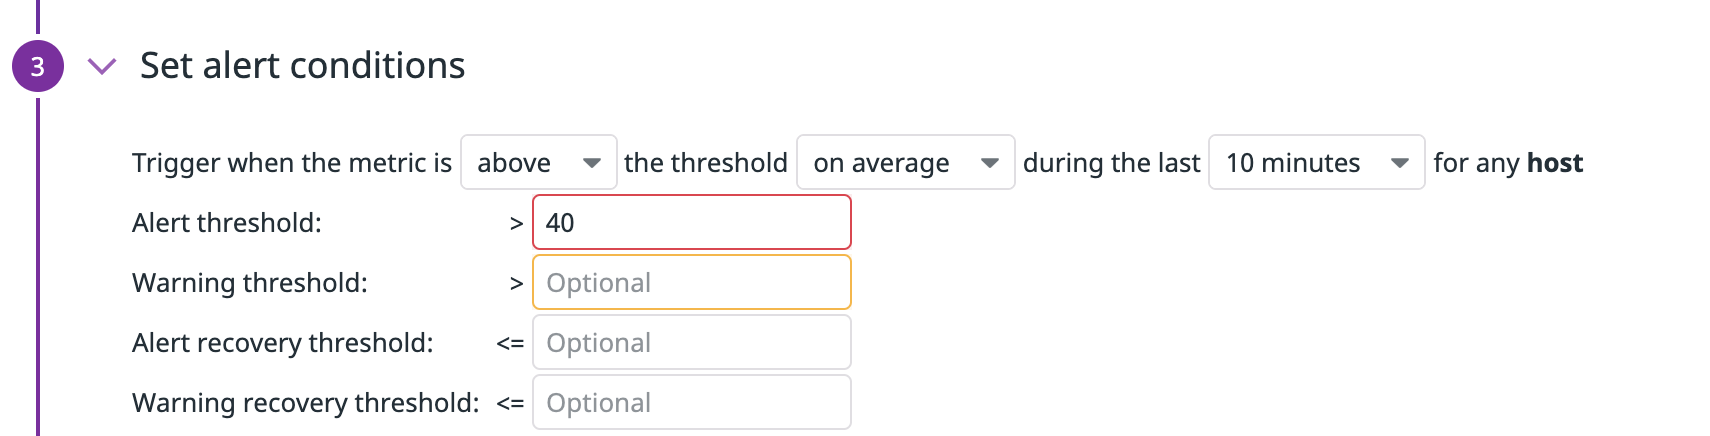 3 Set alert conditions
Trigger when the metric is above the threshold on average during the last 10 minutes for any host
Alert threshold: > 40
Warning threshold: > Optional
Alert recovery threshold: <= Optional
Warning recovery threshold: <= Optional